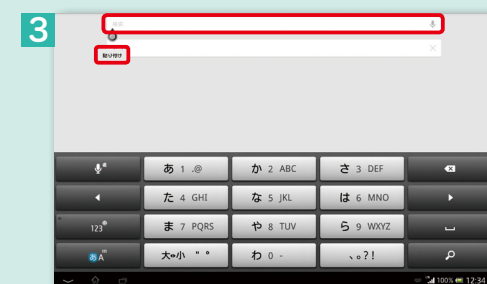 3
検索
貼り付け
あ 1 .@
か 2 ABC
さ 3 DEF
た 4 GHI
な 5 JKL
は 6 MNO
123
ま 7 PQRS
や 8 TUV
ら 9 WXYZ
あA
大⇔小 " °
わ 0 -
、。?!
100% 12:34